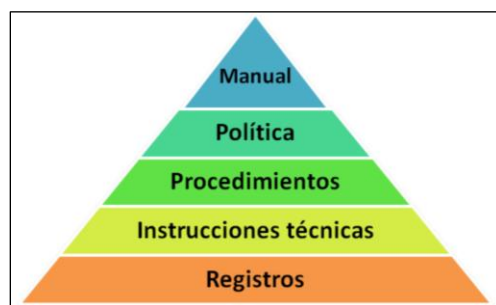 Manual
Política
Procedimientos
Instrucciones técnicas
Registros